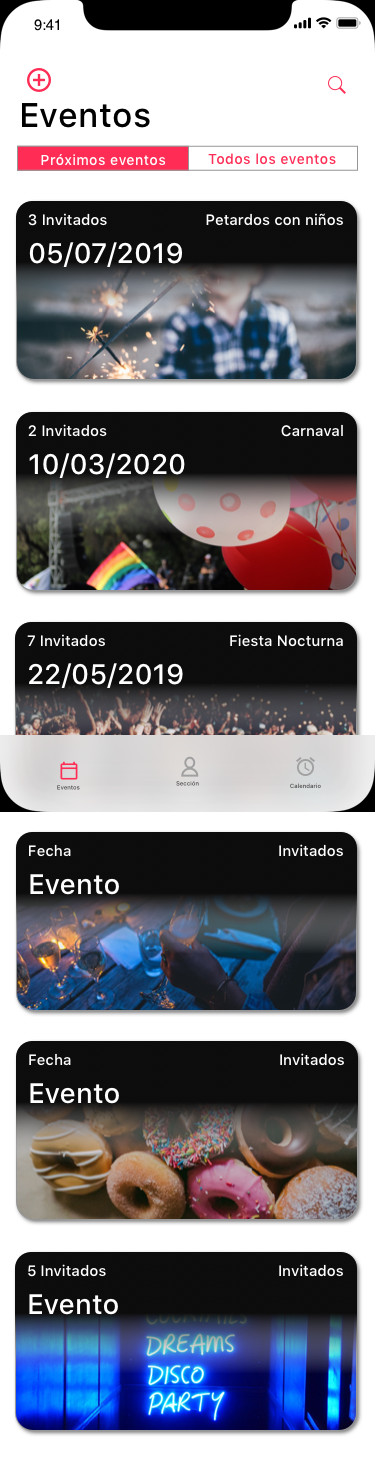 9:41
Eventos
Próximos eventos Todos los eventos
3 Invitados Petardos con niños
05/07/2019
2 Invitados Carnaval
10/03/2020
7 Invitados Fiesta Nocturna
22/05/2019
Eventos Sección Calendario
Fecha Invitados
Evento
Fecha Invitados
Evento
5 Invitados Invitados
Evento
COCKTAILS
DREAMS
DISCO
PARTY